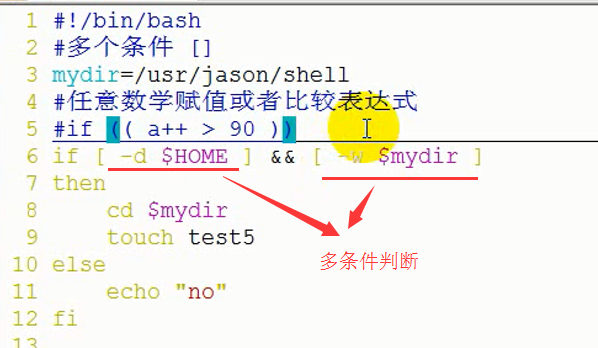 1 #!/bin/bash
2 #多个条件 []
3 mydir=/usr/jason/shell
4 #任意数学赋值或者比较表达式
5 #if (( a++ > 90 ))
6 if [ -d $HOME ] && [ -w $mydir ]
7 then
8 cd $mydir
9 touch test5
10 else
11 echo "no"
12 fi
13
多条件判断